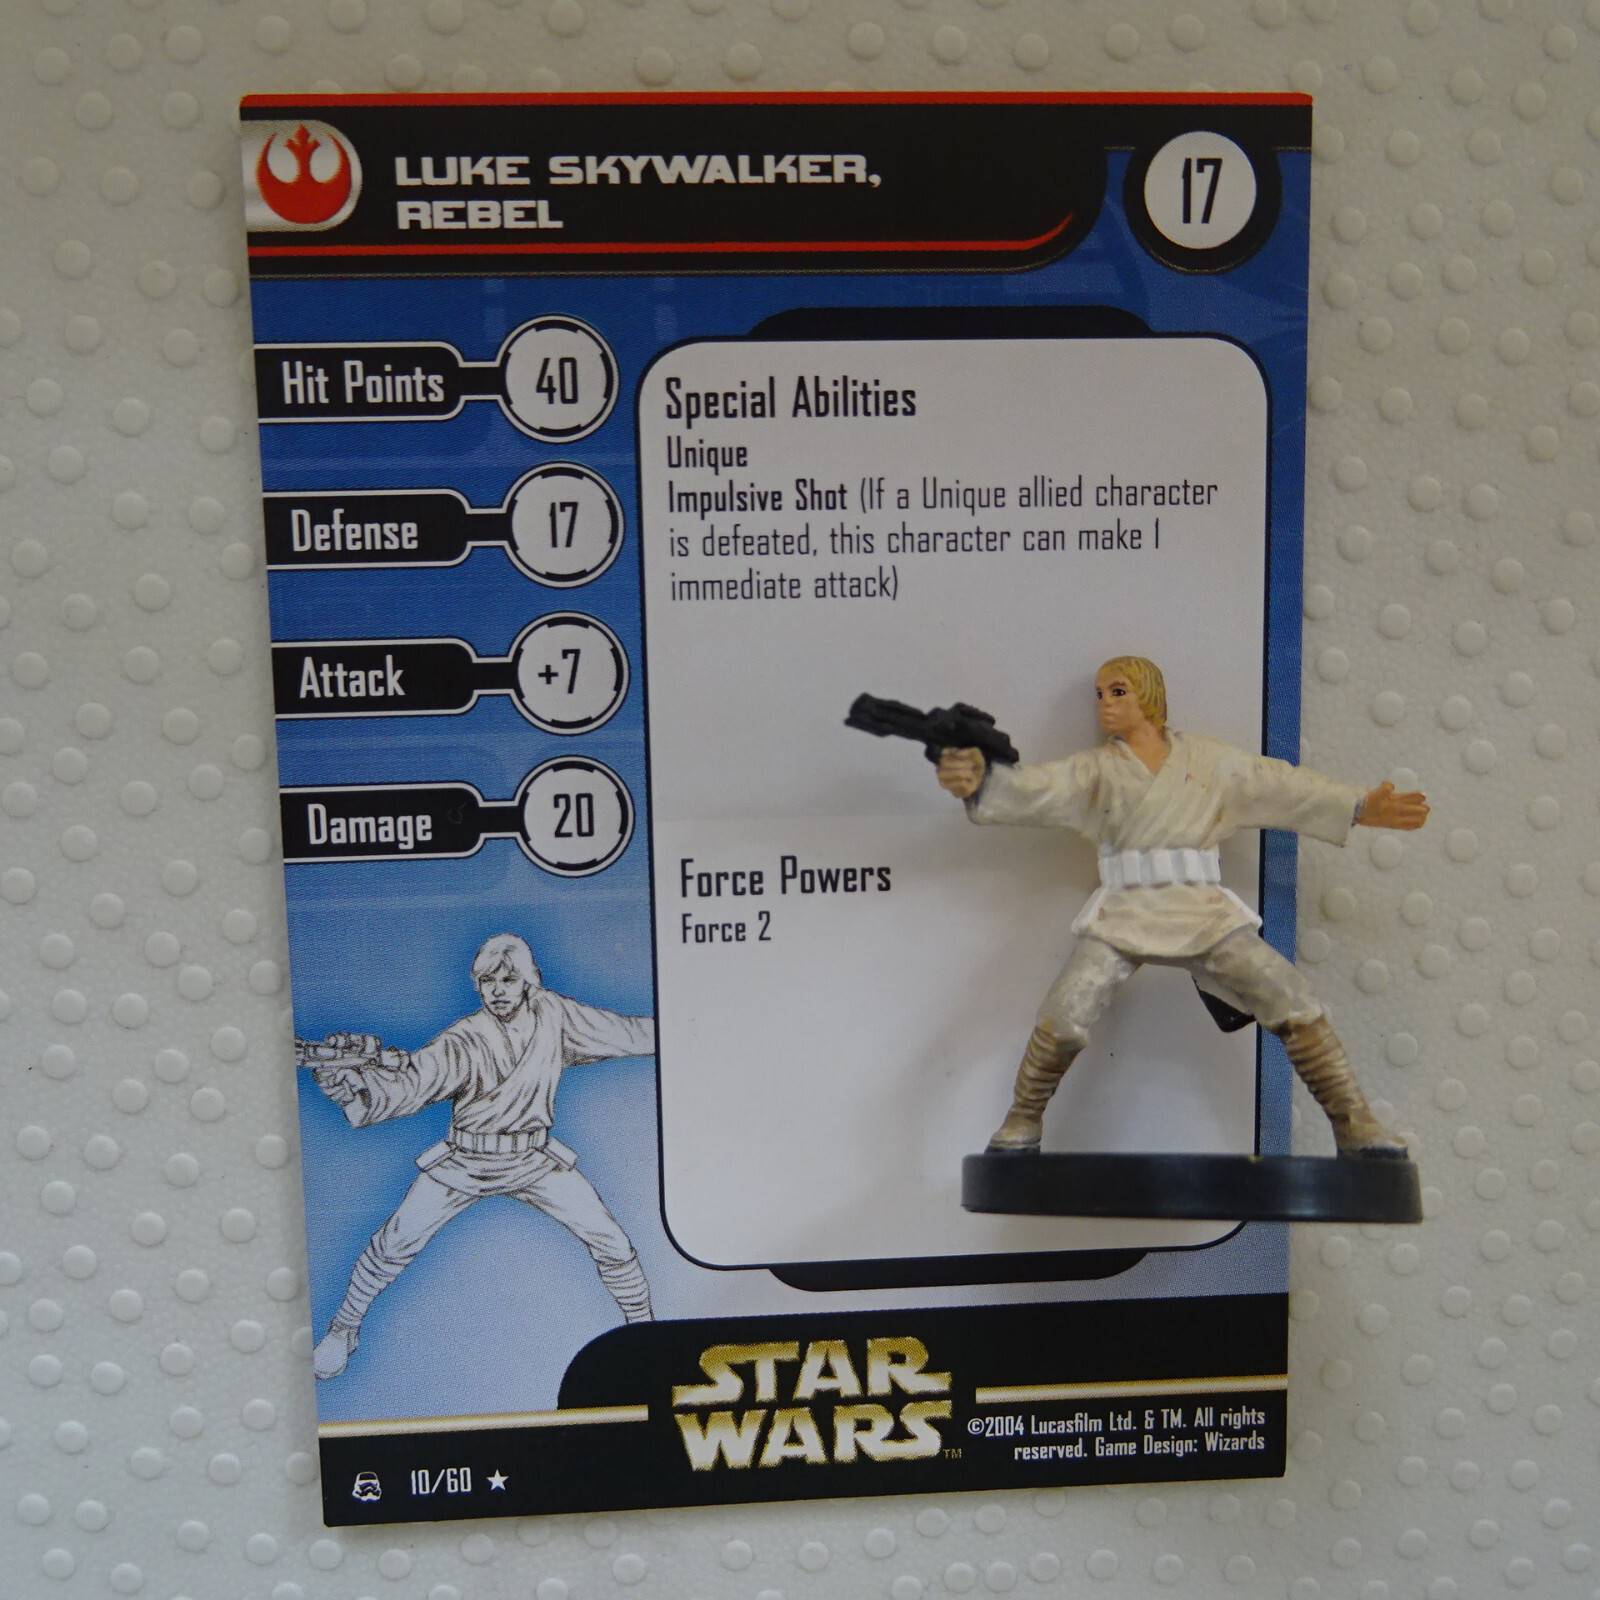 LUKE SKYWALKER,
REBEL
17
Hit Points 40
Defense 17
Attack +7
Damage 20
Special Abilities
Unique
Impulsive Shot (If a Unique allied character
is defeated, this character can make 1
immediate attack)
Force Powers
Force 2
STAR
WARS TM
©2004 Lucasfilm Ltd. & TM. All rights
reserved. Game Design: Wizards
10/60 ★